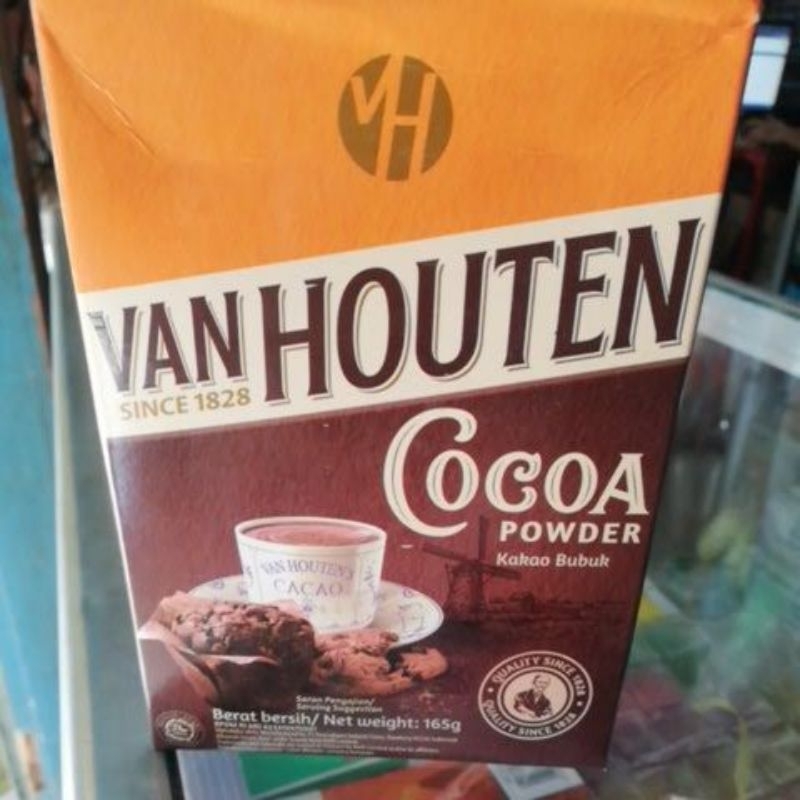 VH
VAN HOUTEN
SINCE 1828
COCOA
POWDER
Kakao Bubuk
VAN HOUTEN'S
CACAO
Saran Penyajian/
Serving Suggestion
Berat bersih/ Net weight: 165g
QUALITY SINCE 1828
QUALITY SINCE 1828